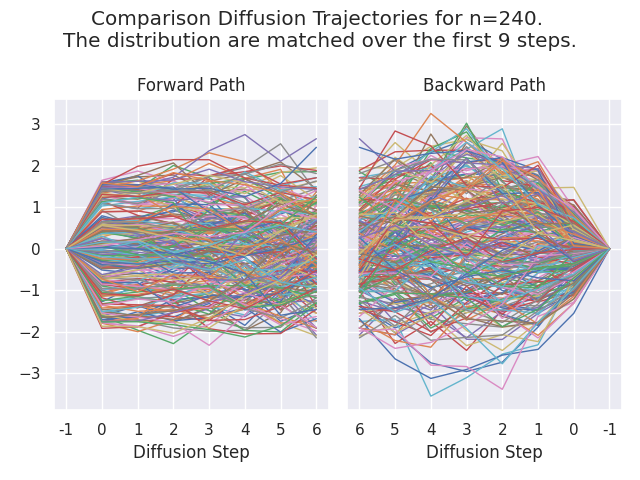 Comparison Diffusion Trajectories for n=240.
The distribution are matched over the first 9 steps.
Forward Path
Backward Path
3
2
1
0
−1
−2
−3
-1 0 1 2 3 4 5 6
6 5 4 3 2 1 0 -1
Diffusion Step
Diffusion Step